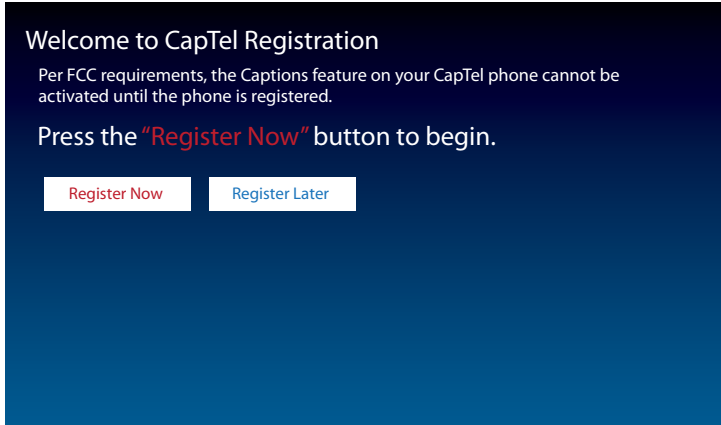 Welcome to CapTel Registration
Per FCC requirements, the Captions feature on your CapTel phone cannot be
activated until the phone is registered.
Press the “Register Now” button to begin.
Register Now Register Later